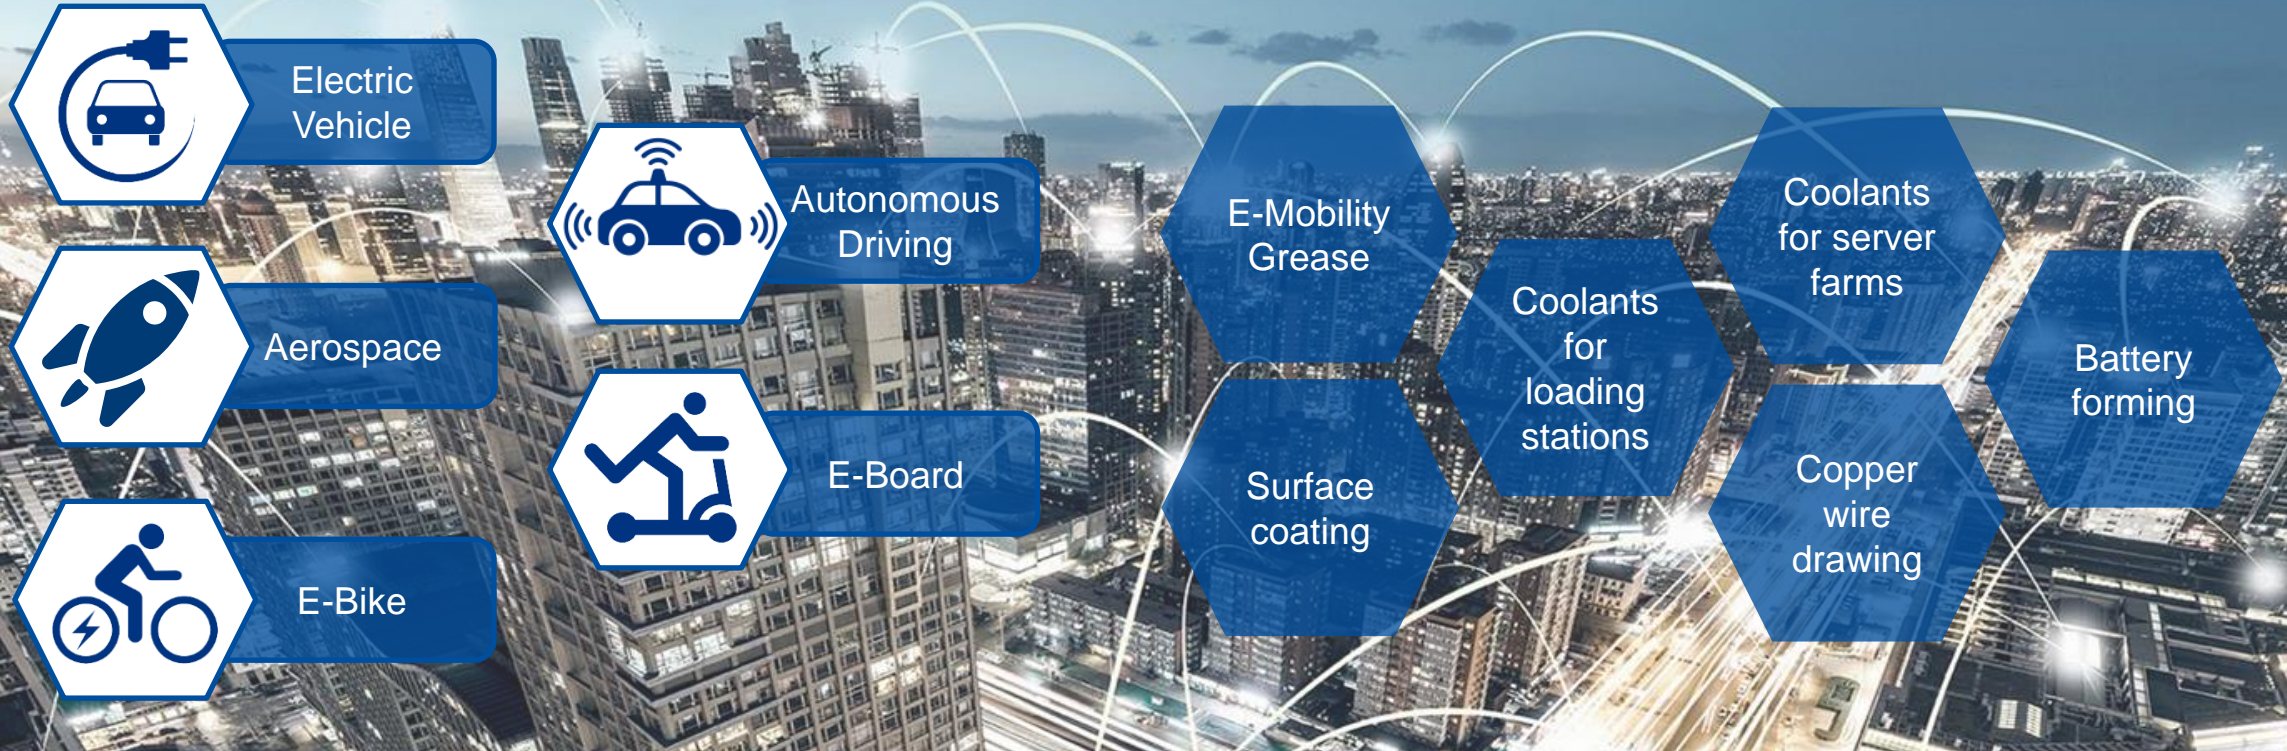 Electric
Vehicle
Autonomous
Driving
Aerospace
E-Board
E-Bike
E-Mobility
Grease
Coolants
for
loading
stations
Coolants
for server
farms
Battery
forming
Surface
coating
Copper
wire
drawing